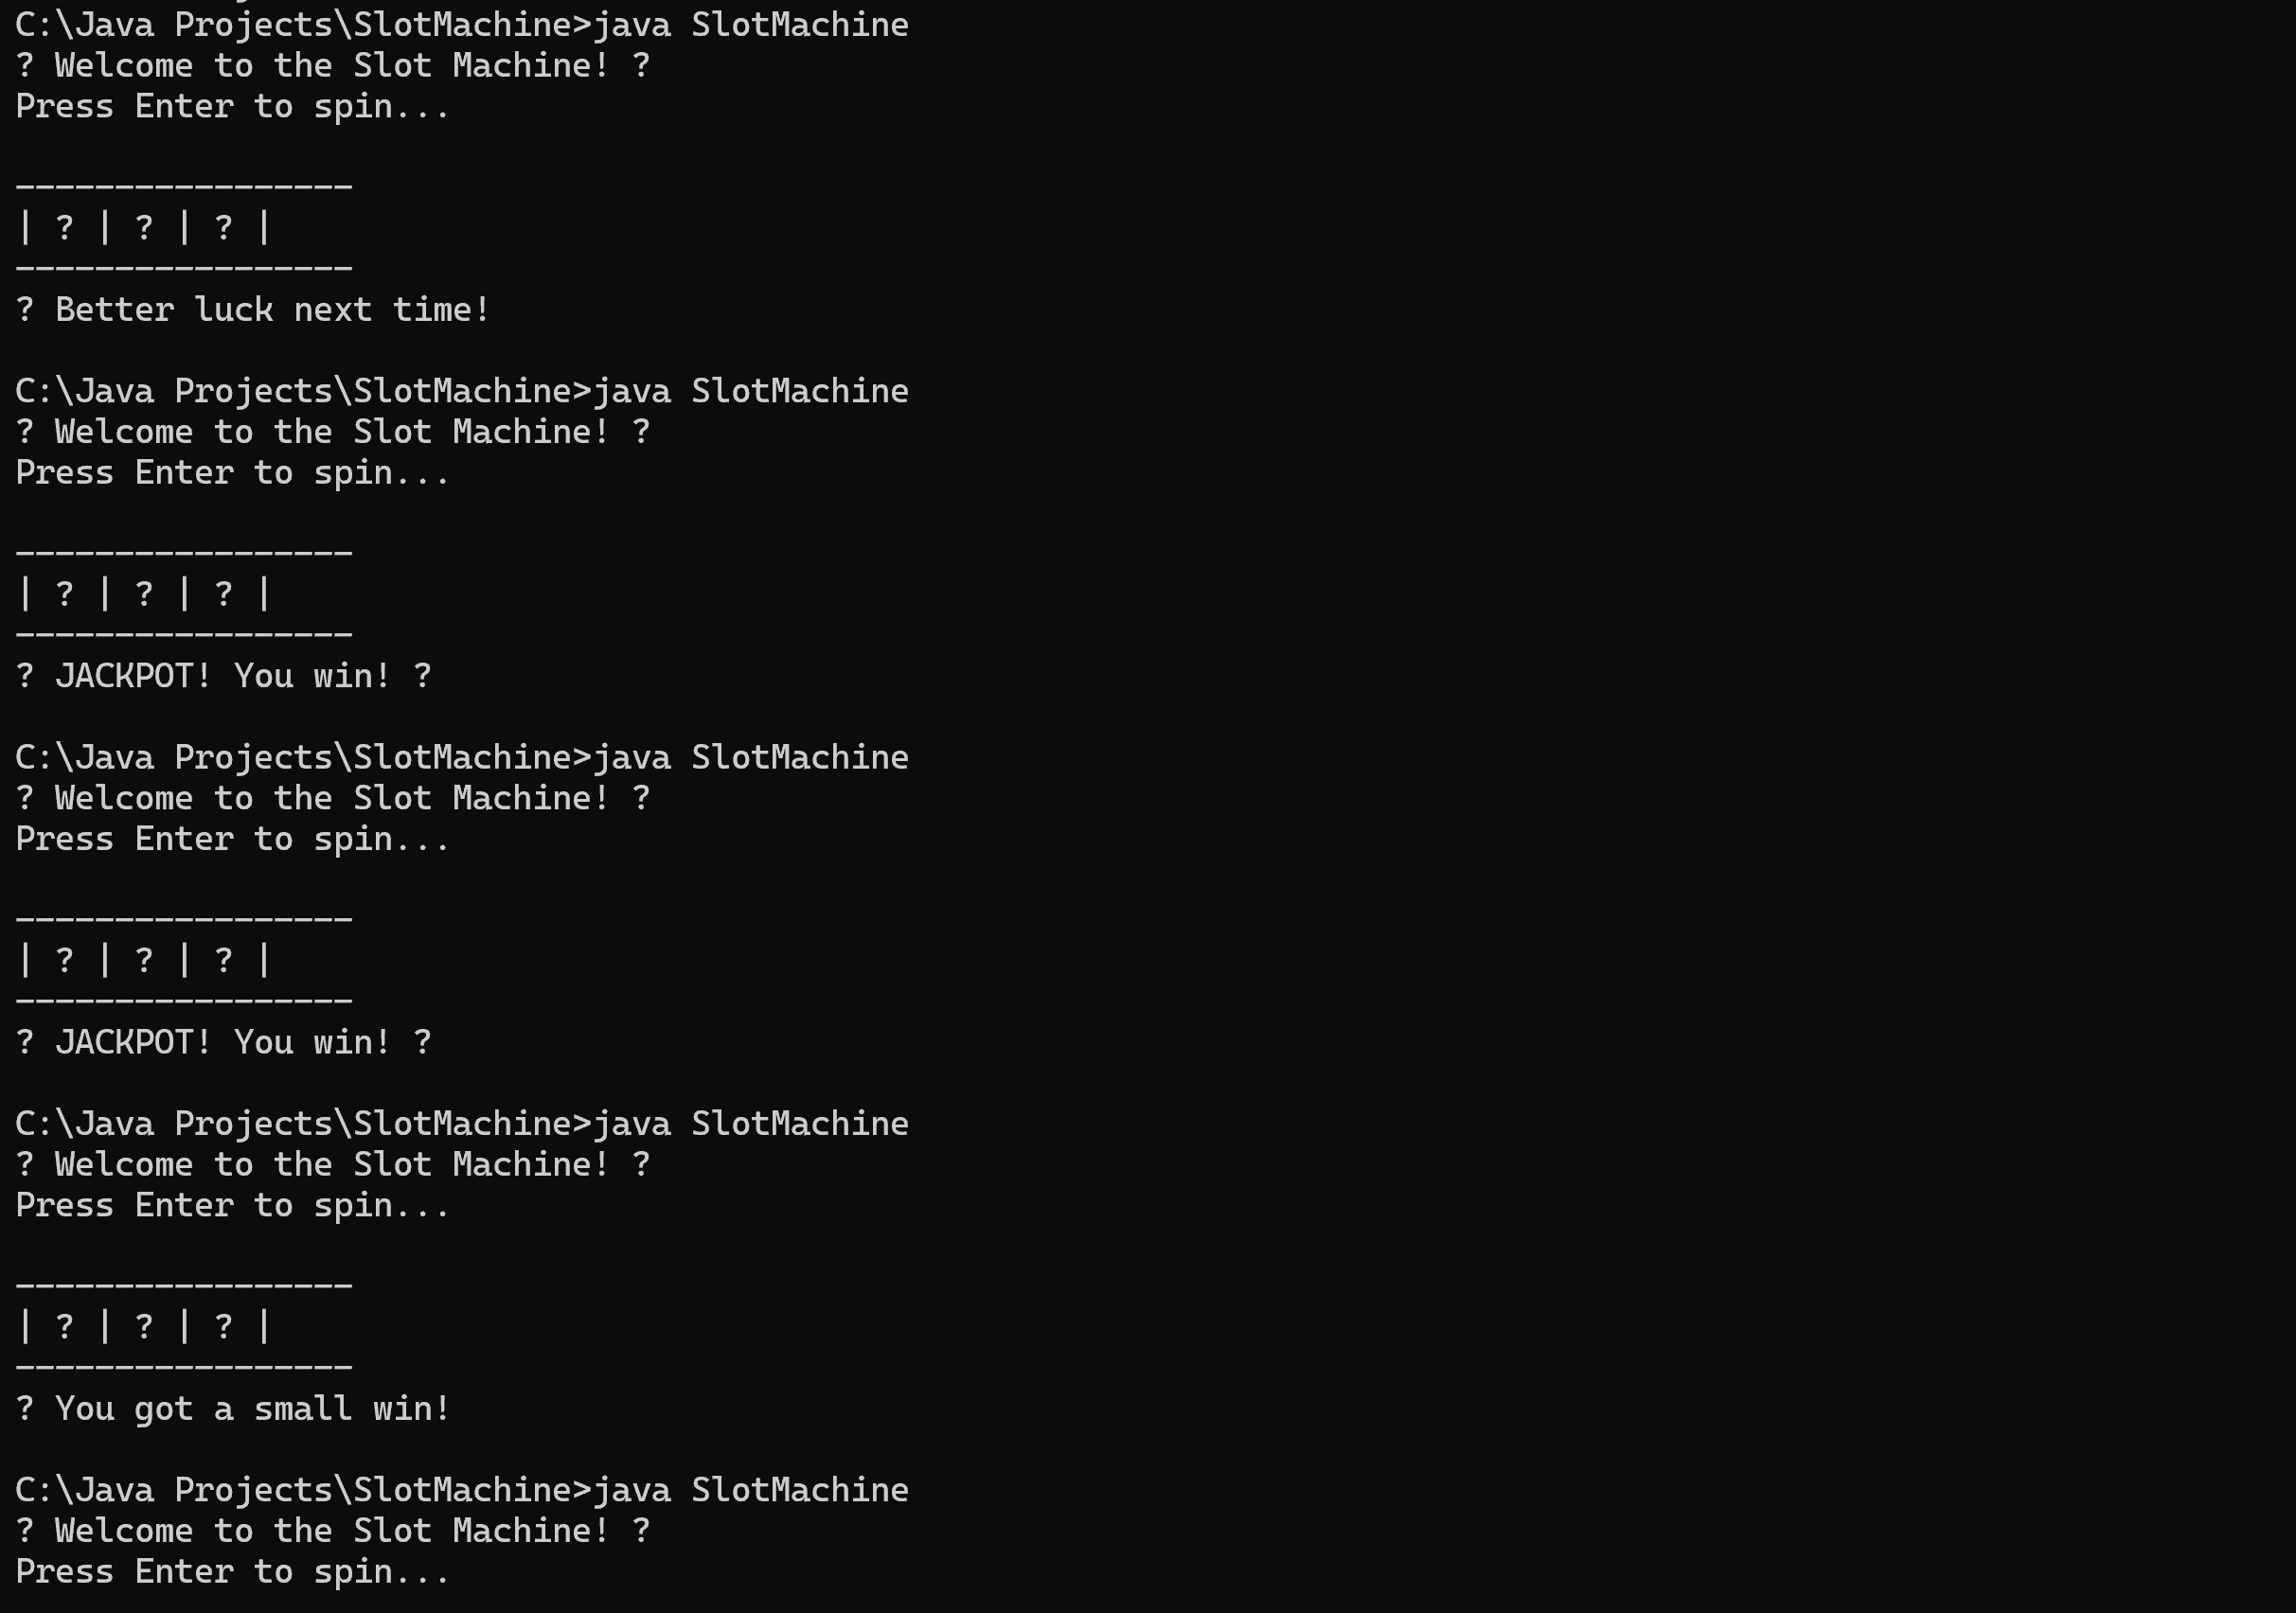 C:\Java Projects\SlotMachine>java SlotMachine
? Welcome to the Slot Machine! ?
Press Enter to spin...
-----------------
| ? | ? | ? |
-----------------
? Better luck next time!
C:\Java Projects\SlotMachine>java SlotMachine
? Welcome to the Slot Machine! ?
Press Enter to spin...
-----------------
| ? | ? | ? |
-----------------
? JACKPOT! You win! ?
C:\Java Projects\SlotMachine>java SlotMachine
? Welcome to the Slot Machine! ?
Press Enter to spin...
-----------------
| ? | ? | ? |
-----------------
? JACKPOT! You win! ?
C:\Java Projects\SlotMachine>java SlotMachine
? Welcome to the Slot Machine! ?
Press Enter to spin...
-----------------
| ? | ? | ? |
-----------------
? You got a small win!
C:\Java Projects\SlotMachine>java SlotMachine
? Welcome to the Slot Machine! ?
Press Enter to spin...